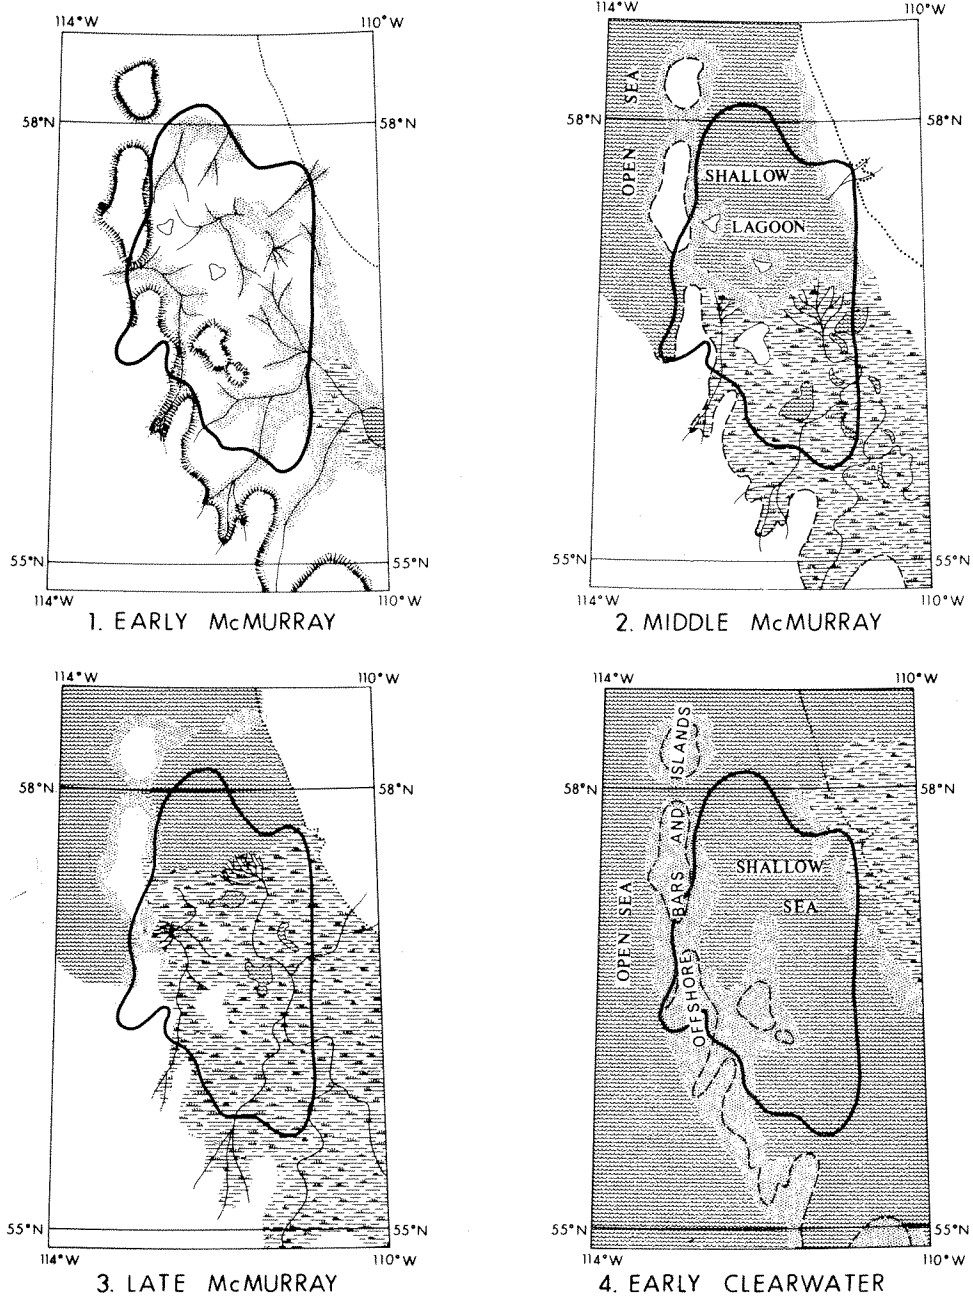 114°W 110°W
58°N 58°N
55°N 55°N
114°W 110°W
1. EARLY McMURRAY
114°W 110°W
OPEN SEA
58°N 58°N
SHALLOW
LAGOON
55°N 55°N
114°W 110°W
2. MIDDLE McMURRAY
114°W 110°W
58°N 58°N
55°N 55°N
114°W 110°W
3. LATE McMURRAY
114°W 110°W
58°N 58°N
OFFSHORE BARS AND ISLANDS
SHALLOW
SEA
OPEN SEA
55°N 55°N
114°W 110°W
4. EARLY CLEARWATER